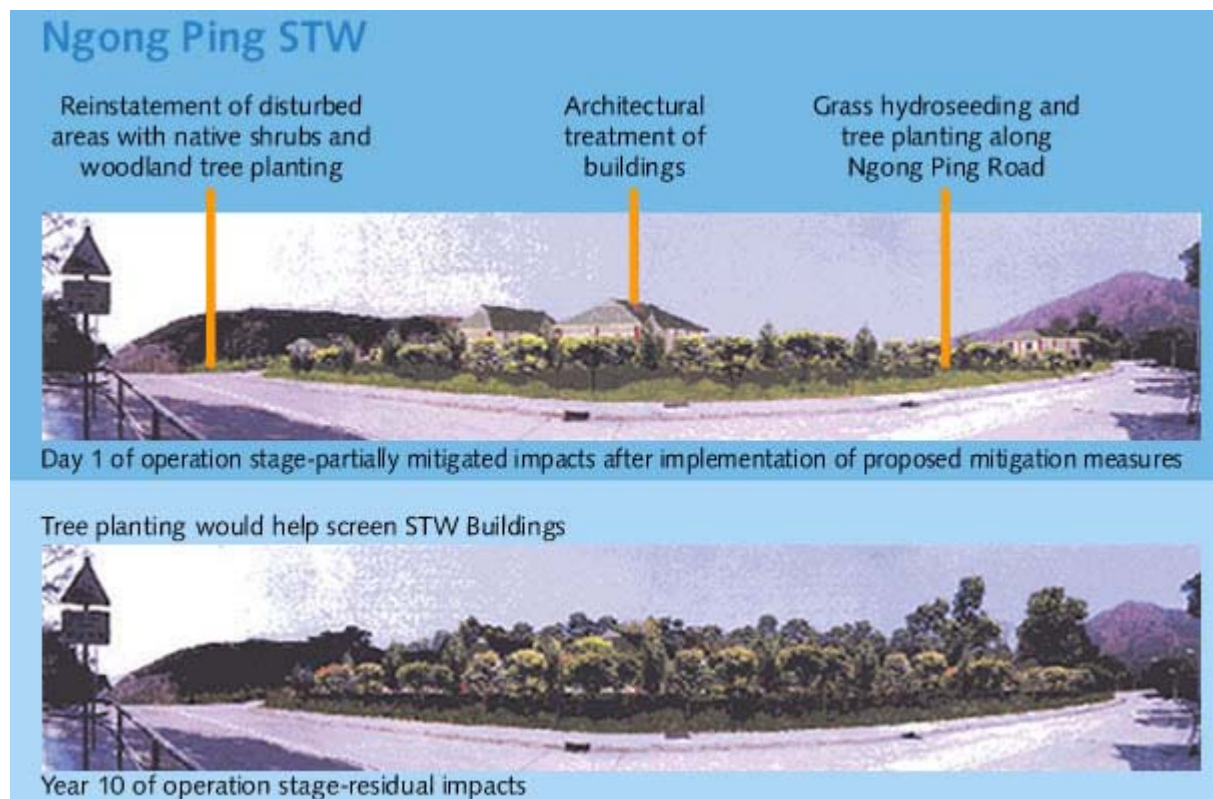 Ngong Ping STW
Reinstatement of disturbed
areas with native shrubs and
woodland tree planting
Architectural
treatment of
buildings
Grass hydroseeding and
tree planting along
Ngong Ping Road
Day 1 of operation stage-partially mitigated impacts after implementation of proposed mitigation measures
Tree planting would help screen STW Buildings
Year 10 of operation stage-residual impacts